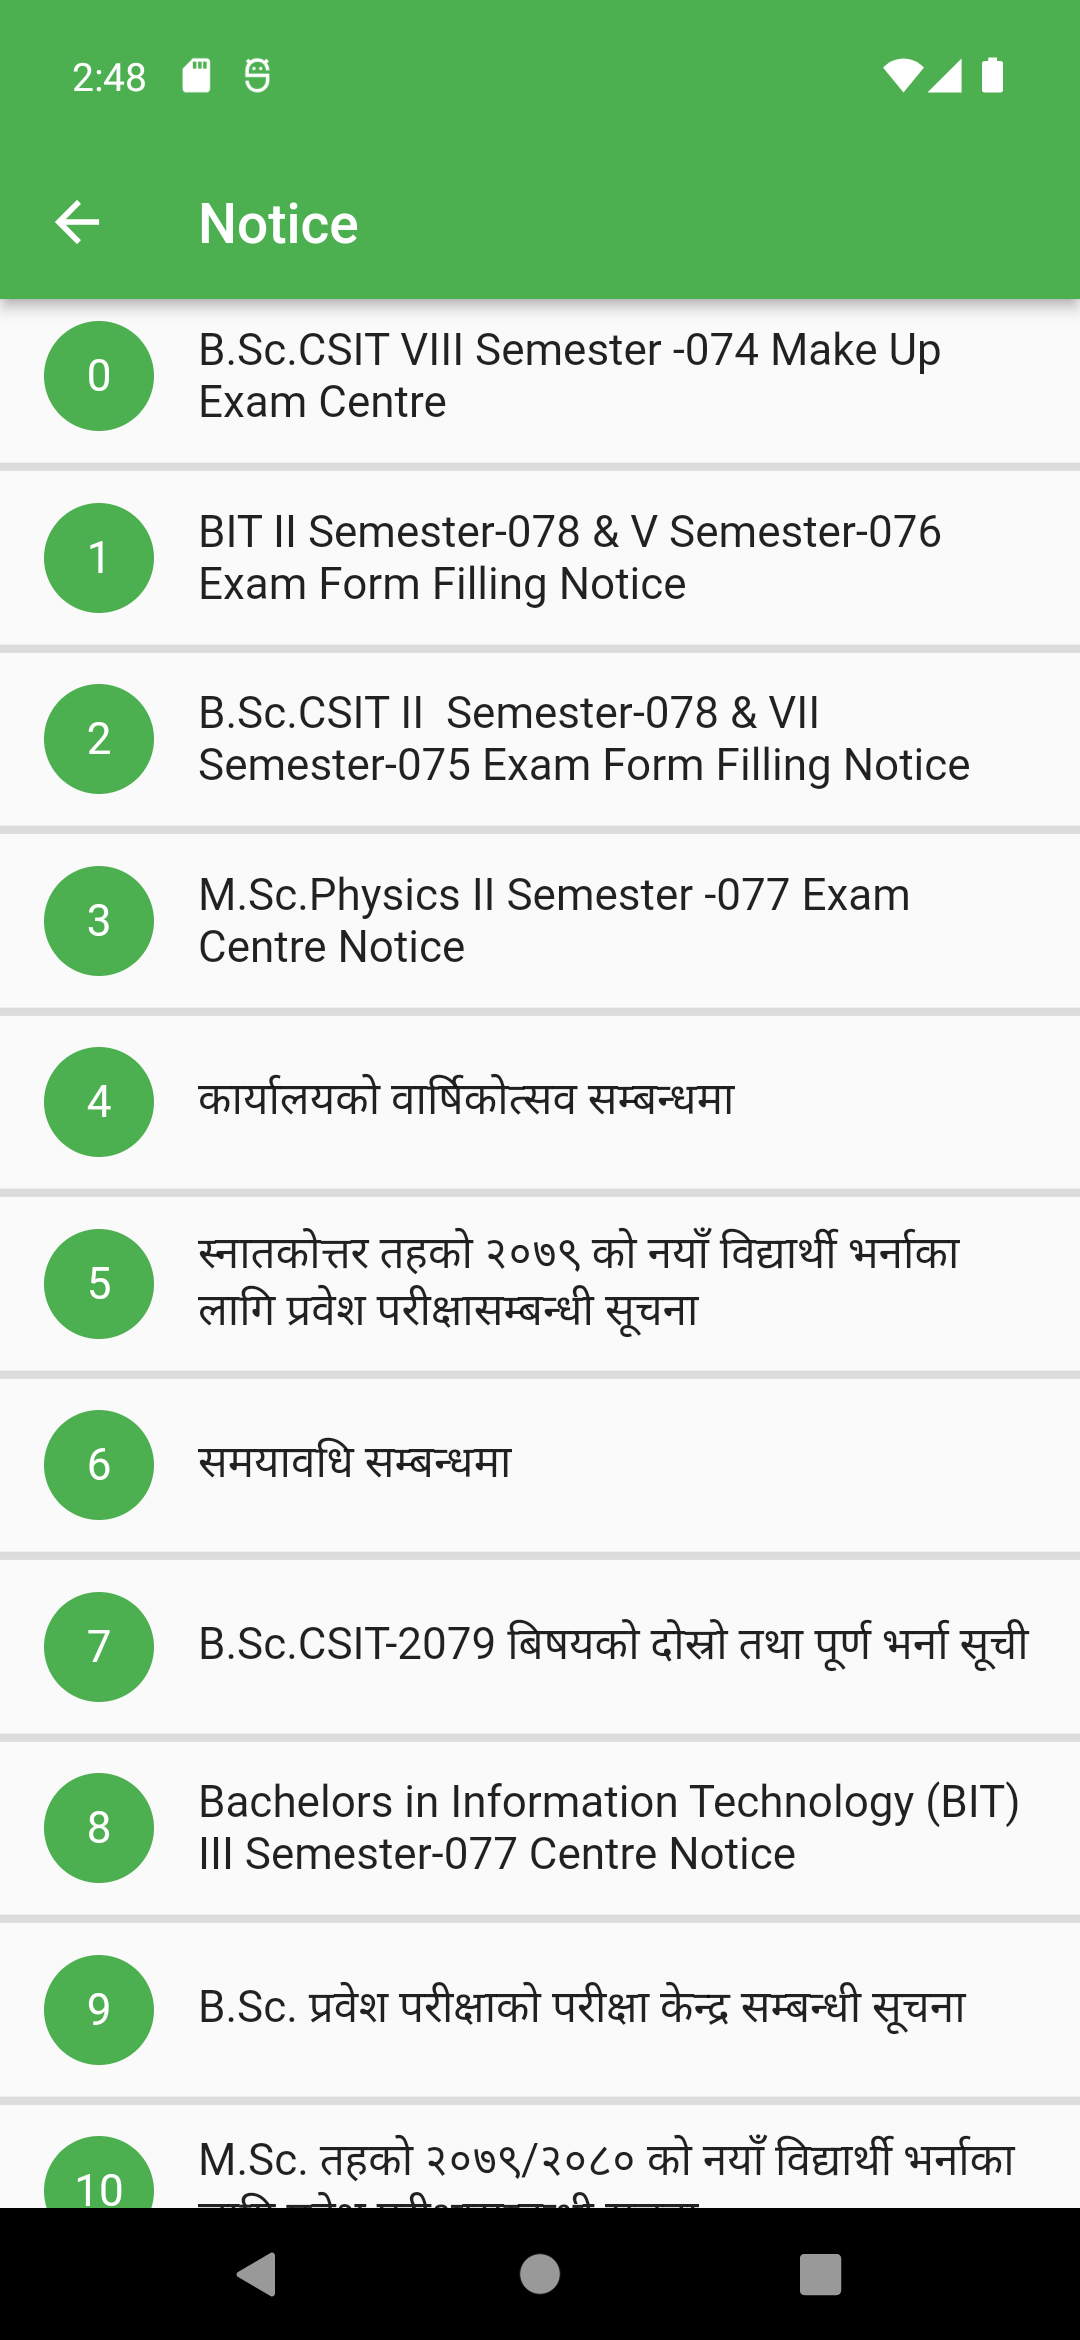 2:48
Notice
0
B.Sc.CSIT VIII Semester -074 Make Up
Exam Centre
1
BIT II Semester-078 & V Semester-076
Exam Form Filling Notice
2
B.Sc.CSIT II  Semester-078 & VII
Semester-075 Exam Form Filling Notice
3
M.Sc.Physics II Semester -077 Exam
Centre Notice
4
कार्यालयको वार्षिकोत्सव सम्बन्धमा
5
स्नातकोत्तर तहको २०७९ को नयाँ विद्यार्थी भर्नाका
लागि प्रवेश परीक्षासम्बन्धी सूचना
6
समयावधि सम्बन्धमा
7
B.Sc.CSIT-2079 बिषयको दोस्रो तथा पूर्ण भर्ना सूची
8
Bachelors in Information Technology (BIT)
III Semester-077 Centre Notice
9
B.Sc. प्रवेश परीक्षाको परीक्षा केन्द्र सम्बन्धी सूचना
10
M.Sc. तहको २०७९/२०८० को नयाँ विद्यार्थी भर्नाका